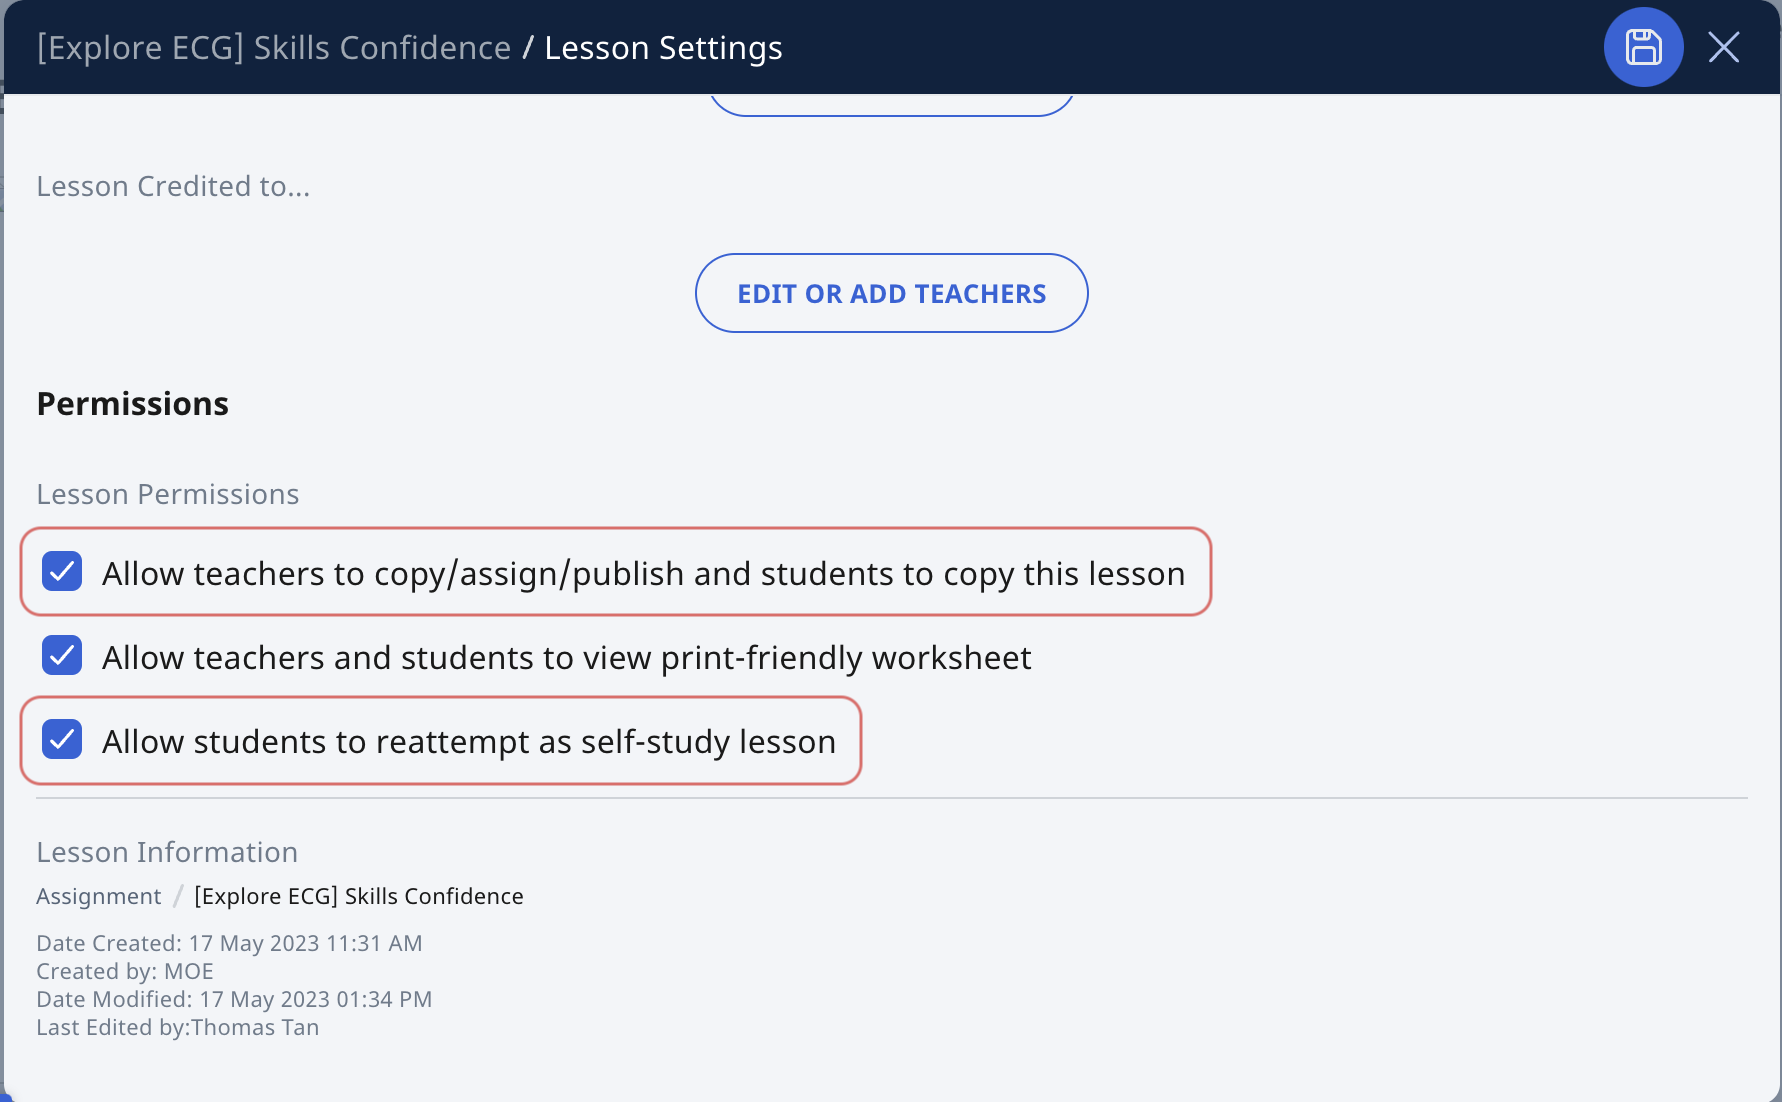 [Explore ECG] Skills Confidence / Lesson Settings
Lesson Credited to...
EDIT OR ADD TEACHERS
Permissions
Lesson Permissions
Allow teachers to copy/assign/publish and students to copy this lesson
Allow teachers and students to view print-friendly worksheet
Allow students to reattempt as self-study lesson
Lesson Information
Assignment / [Explore ECG] Skills Confidence
Date Created: 17 May 2023 11:31 AM
Created by: MOE
Date Modified: 17 May 2023 01:34 PM
Last Edited by:Thomas Tan